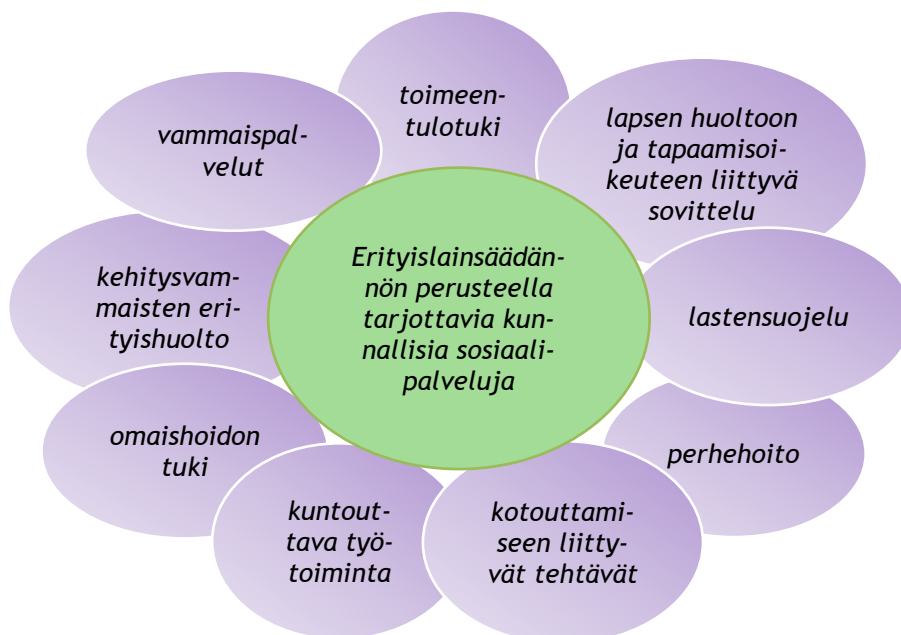 toimeen-
tulotuki
lapsen huoltoon
ja tapaamisoi-
keuteen liittyvä
sovittelu
lastensuojelu
perhehoito
kotouttami-
seen liitty-
vät tehtävät
kuntout-
tava työ-
toiminta
omaishoidon
tuki
kehitysvam-
maisten eri-
tyishuolto
vammaispal-
velut
Erityislainsäädän-
nön perusteella
tarjottavia kun-
nallisia sosiaali-
palveluja